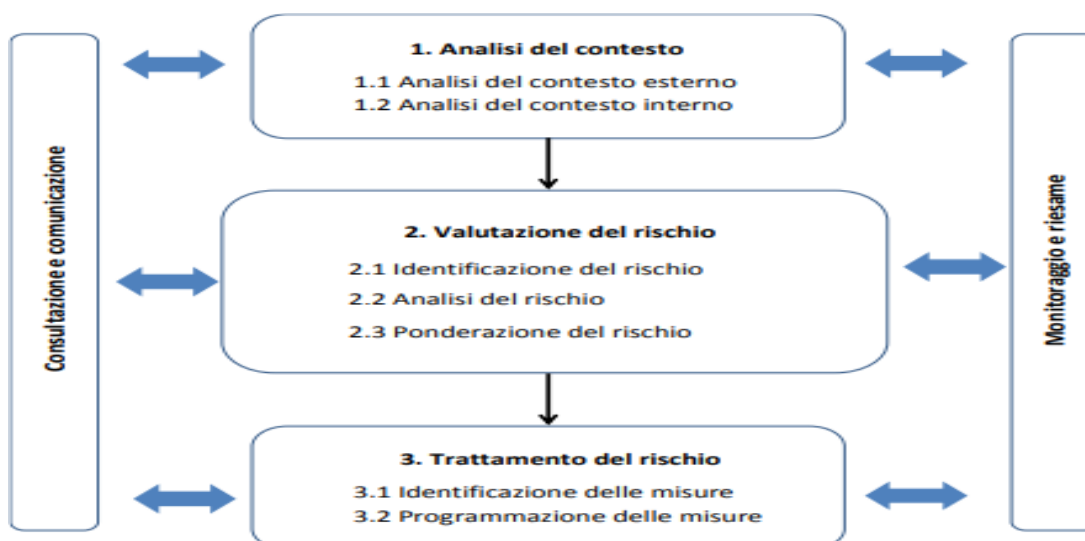 Consultazione e comunicazione
1. Analisi del contesto
1.1 Analisi del contesto esterno
1.2 Analisi del contesto interno
2. Valutazione del rischio
2.1 Identificazione del rischio
2.2 Analisi del rischio
2.3 Ponderazione del rischio
3. Trattamento del rischio
3.1 Identificazione delle misure
3.2 Programmazione delle misure
Monitoraggio e riesame